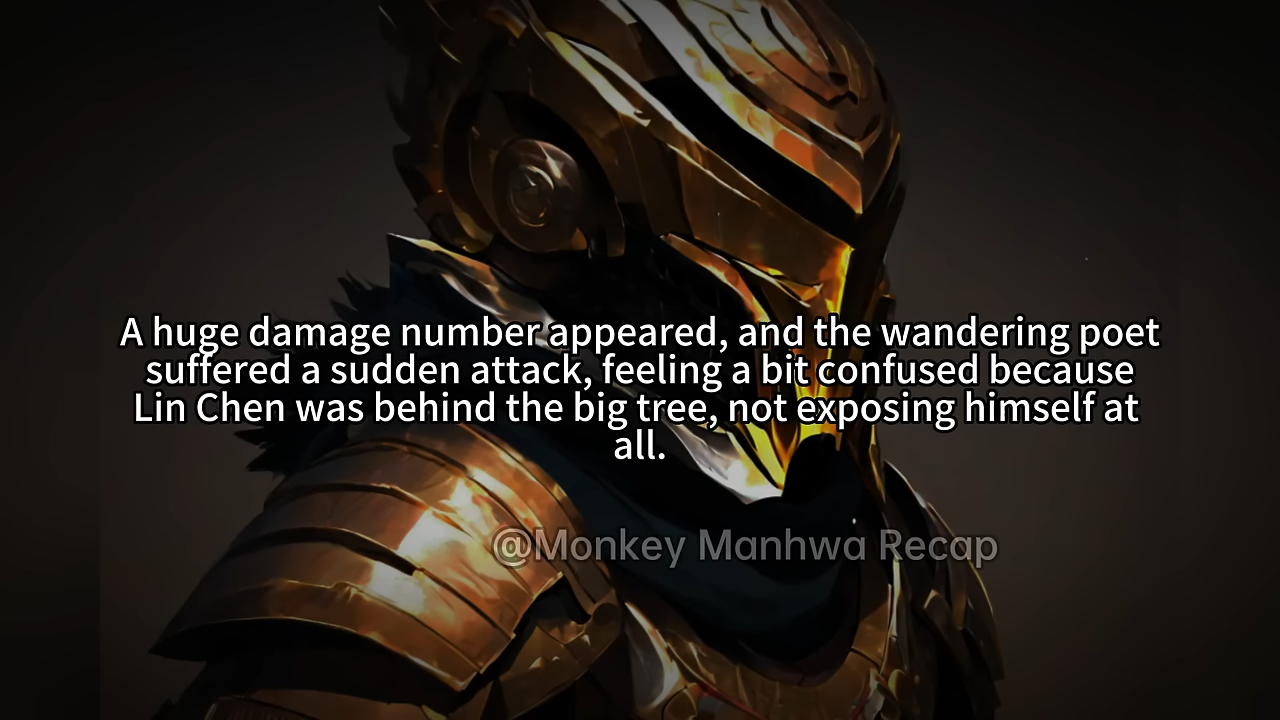 A huge damage number appeared, and the wandering poet
suffered a sudden attack, feeling a bit confused because
Lin Chen was behind the big tree, not exposing himself at
all.
@Monkey Manhwa Recap